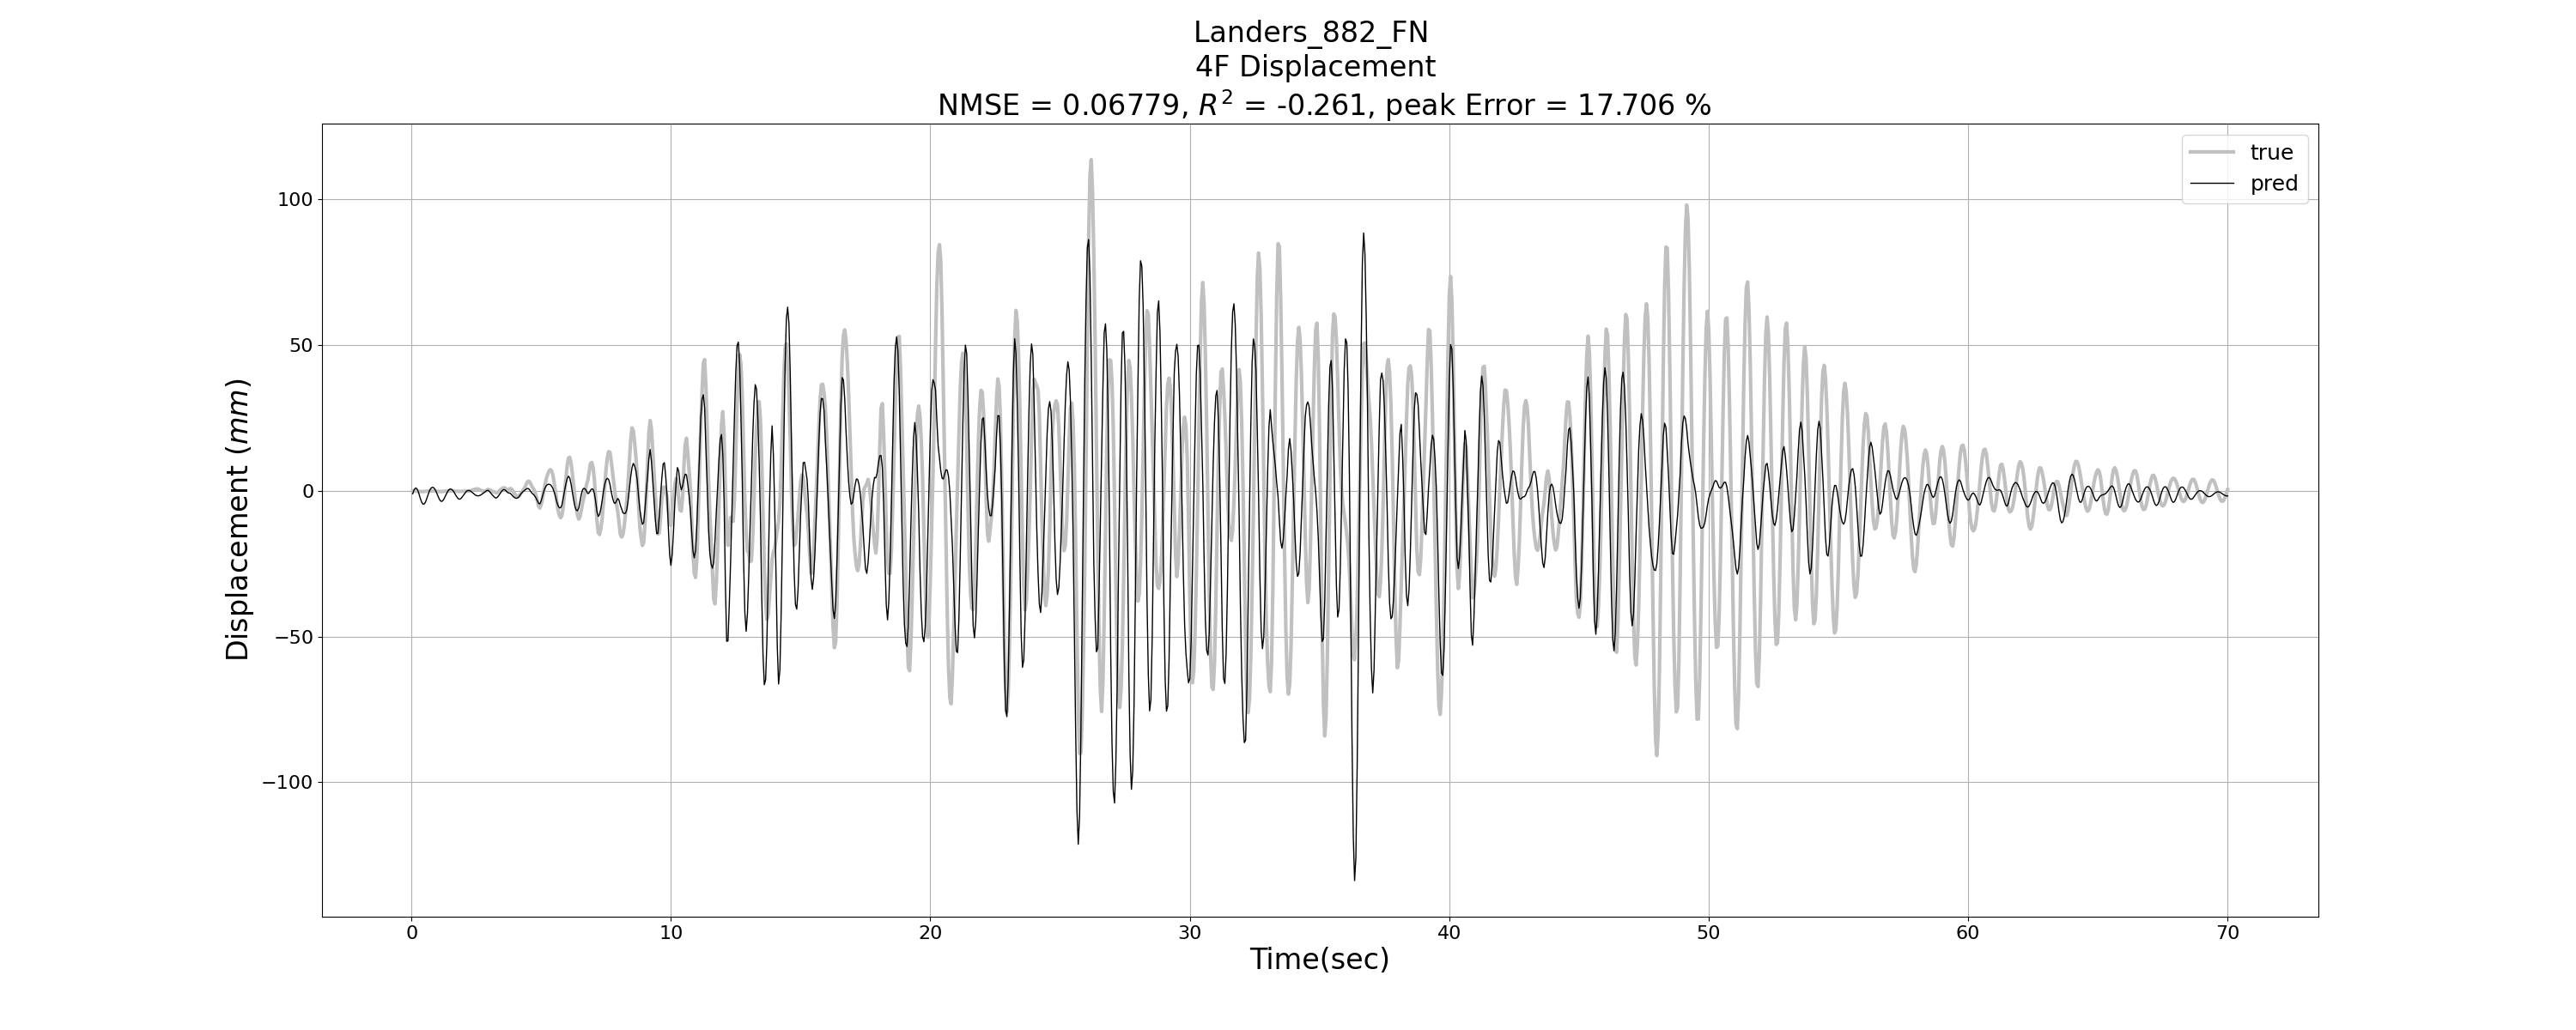 Landers_882_FN
4F Displacement
NMSE = 0.06779, R² = -0.261, peak Error = 17.706 %
true
pred
100
50
0
−50
−100
Displacement (mm)
0 10 20 30 40 50 60 70
Time(sec)